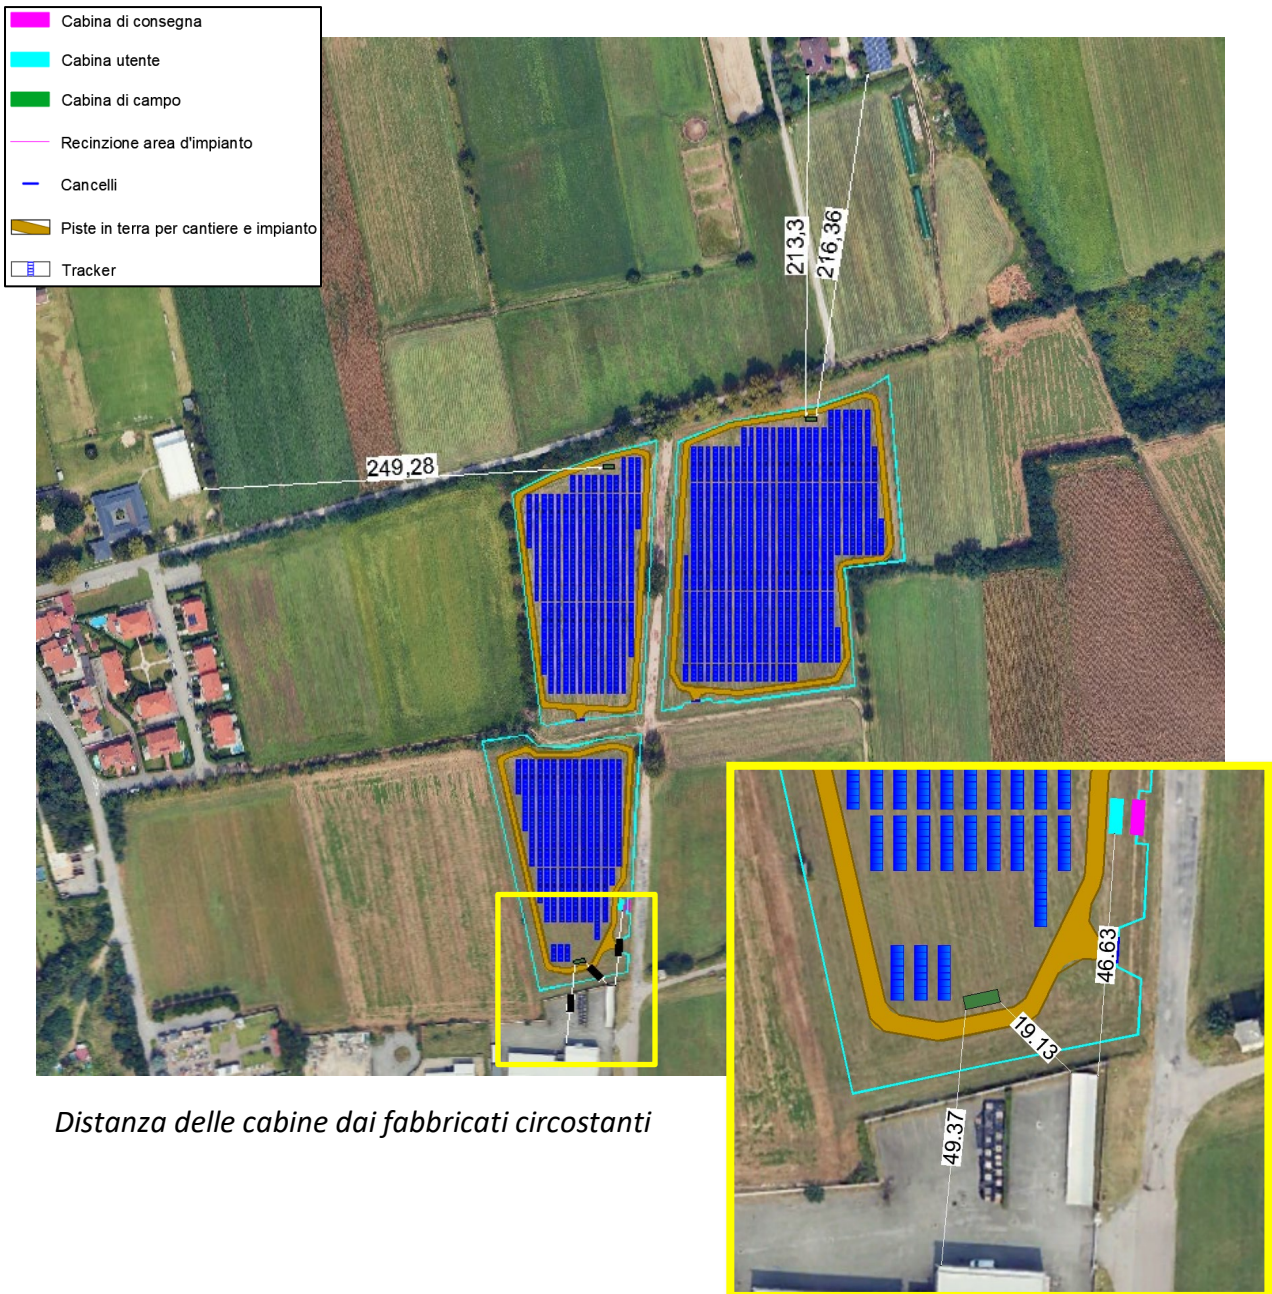 Cabina di consegna
Cabina utente
Cabina di campo
Recinzione area d'impianto
Cancelli
Piste in terra per cantiere e impianto
Tracker
213,3
216,36
249,28
46.63
19.13
49.37
Distanza delle cabine dai fabbricati circostanti